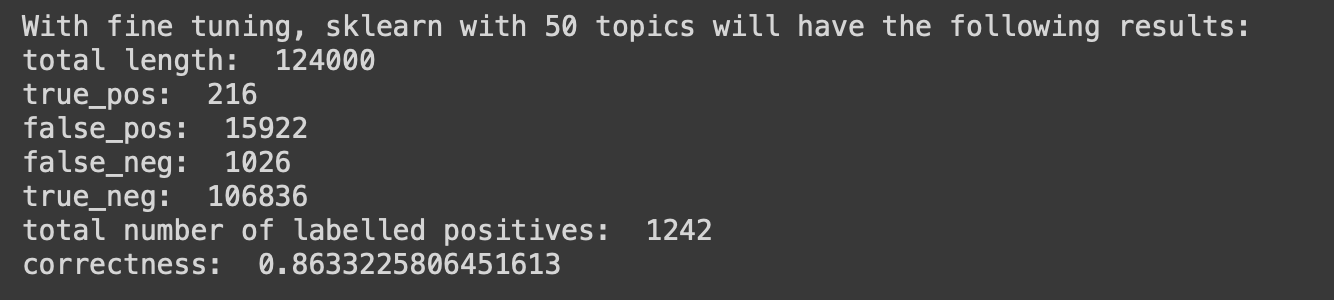 With fine tuning, sklearn with 50 topics will have the following results:
total length:  124000
true_pos:  216
false_pos:  15922
false_neg:  1026
true_neg:  106836
total number of labelled positives:  1242
correctness:  0.8633225806451613